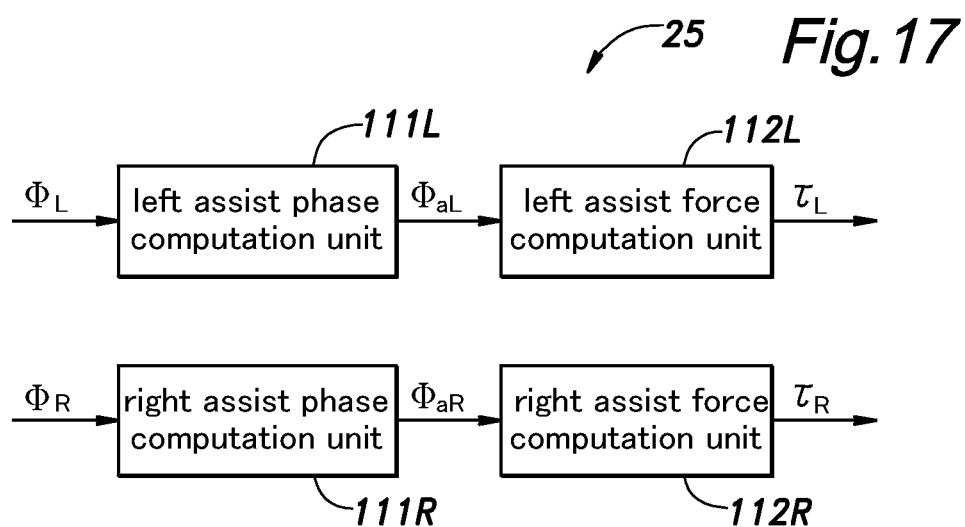 25
Fig.17
111L
112L
ΦL
left assist phase
computation unit
ΦaL
left assist force
computation unit
τL
ΦR
right assist phase
computation unit
ΦaR
right assist force
computation unit
τR
111R
112R